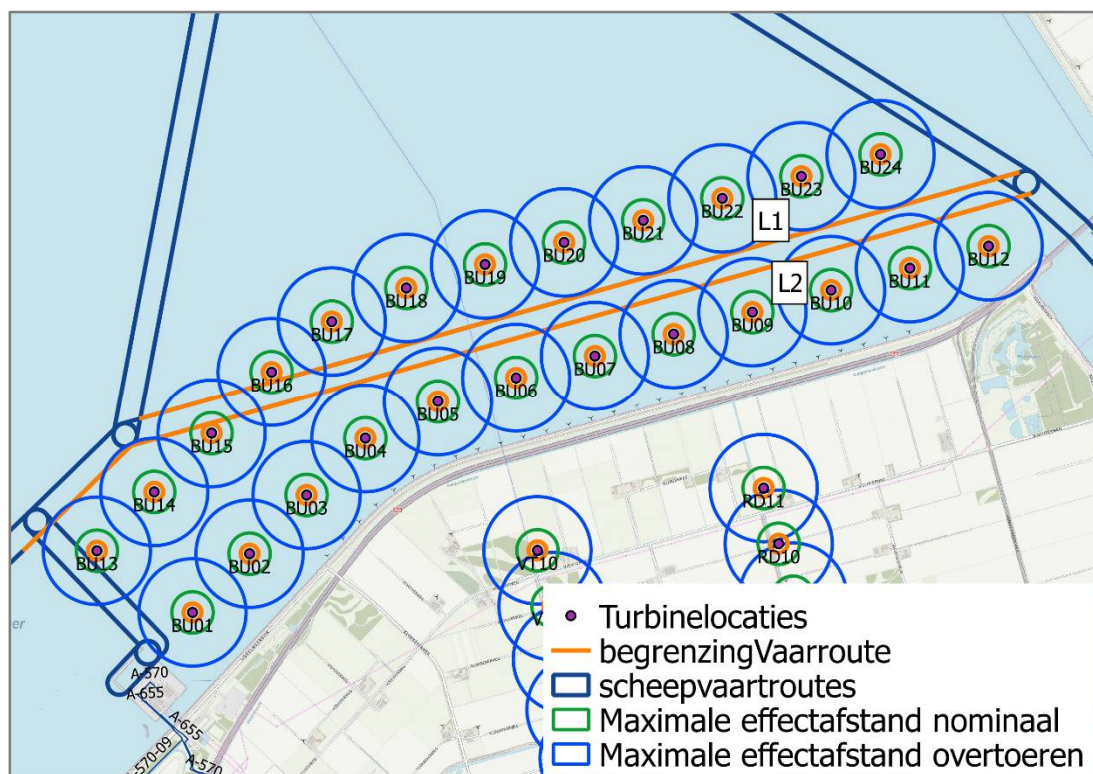 BU24
BU23
BU22
L1
BU21
BU20
BU19
BU12
BU11
L2
BU10
BU18
BU09
BU17
BU08
BU07
BU16
BU06
BU05
BU15
BU04
BU14
BU03
RD11
BU13
BU02
VT10
RD10
BU01
A-570
A-655
A-655
A-570-09
A-570
Turbinelocaties
begrenzingVaarroute
scheepvaartroutes
Maximale effectafstand nominaal
Maximale effectafstand overtoeren